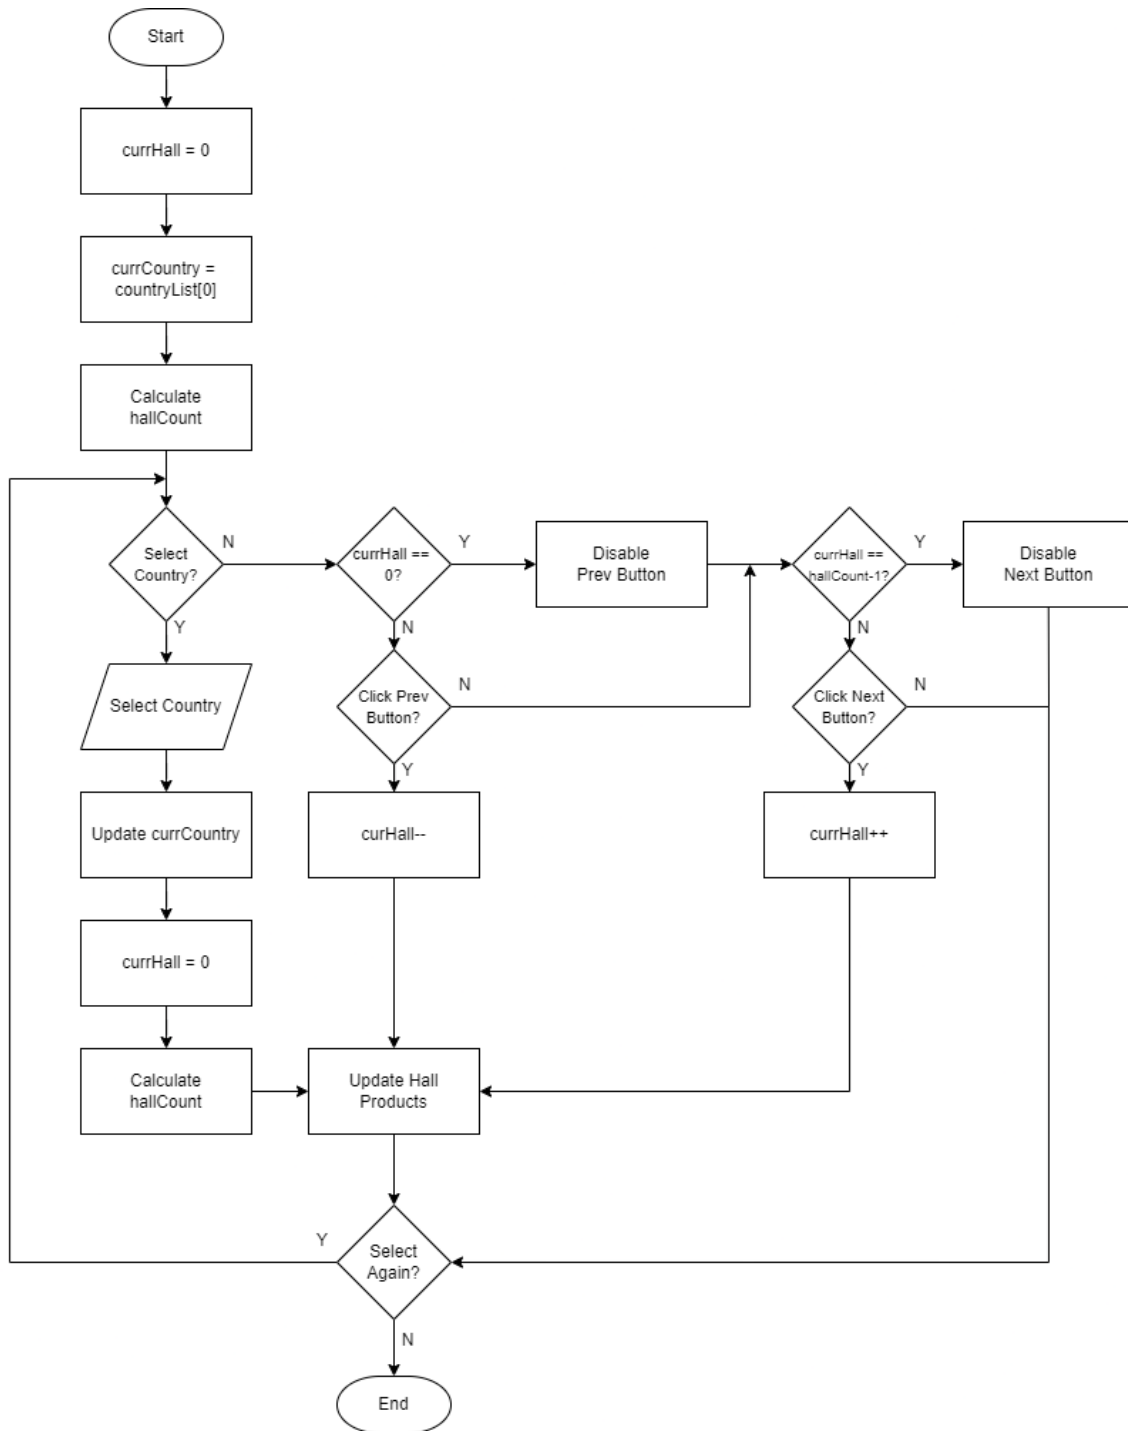 Start
currHall = 0
currCountry =
countryList[0]
Calculate
hallCount
Select
Country?
N
Y
currHall ==
0?
Y
N
Disable
Prev Button
currHall ==
hallCount-1?
Y
N
Disable
Next Button
Select Country
Click Prev
Button?
N
Y
Click Next
Button?
N
Y
Update currCountry
curHall--
currHall++
currHall = 0
Calculate
hallCount
Update Hall
Products
Y
Select
Again?
N
End